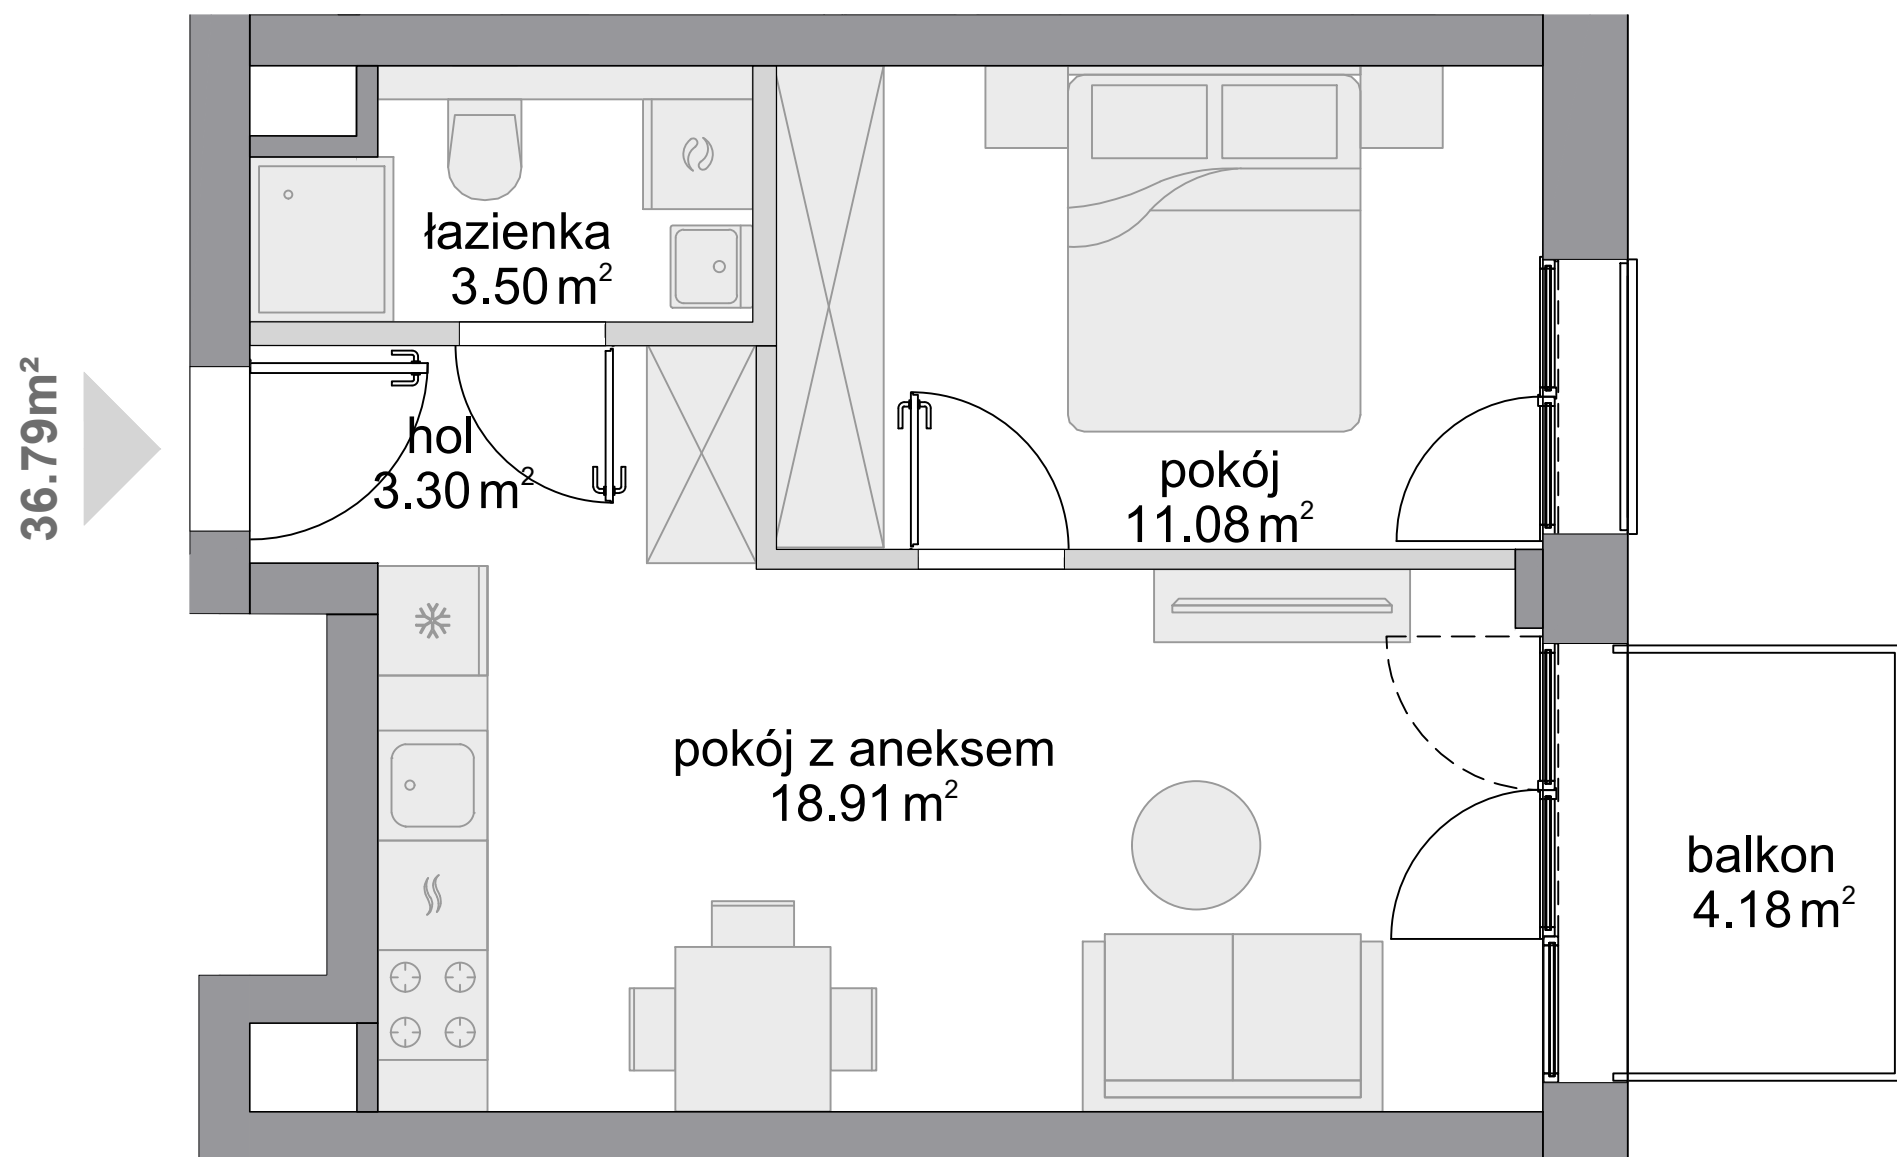 36.79m²
łazienka
3.50 m²
hol
3.30 m²
pokój
11.08 m²
pokój z aneksem
18.91 m²
balkon
4.18 m²